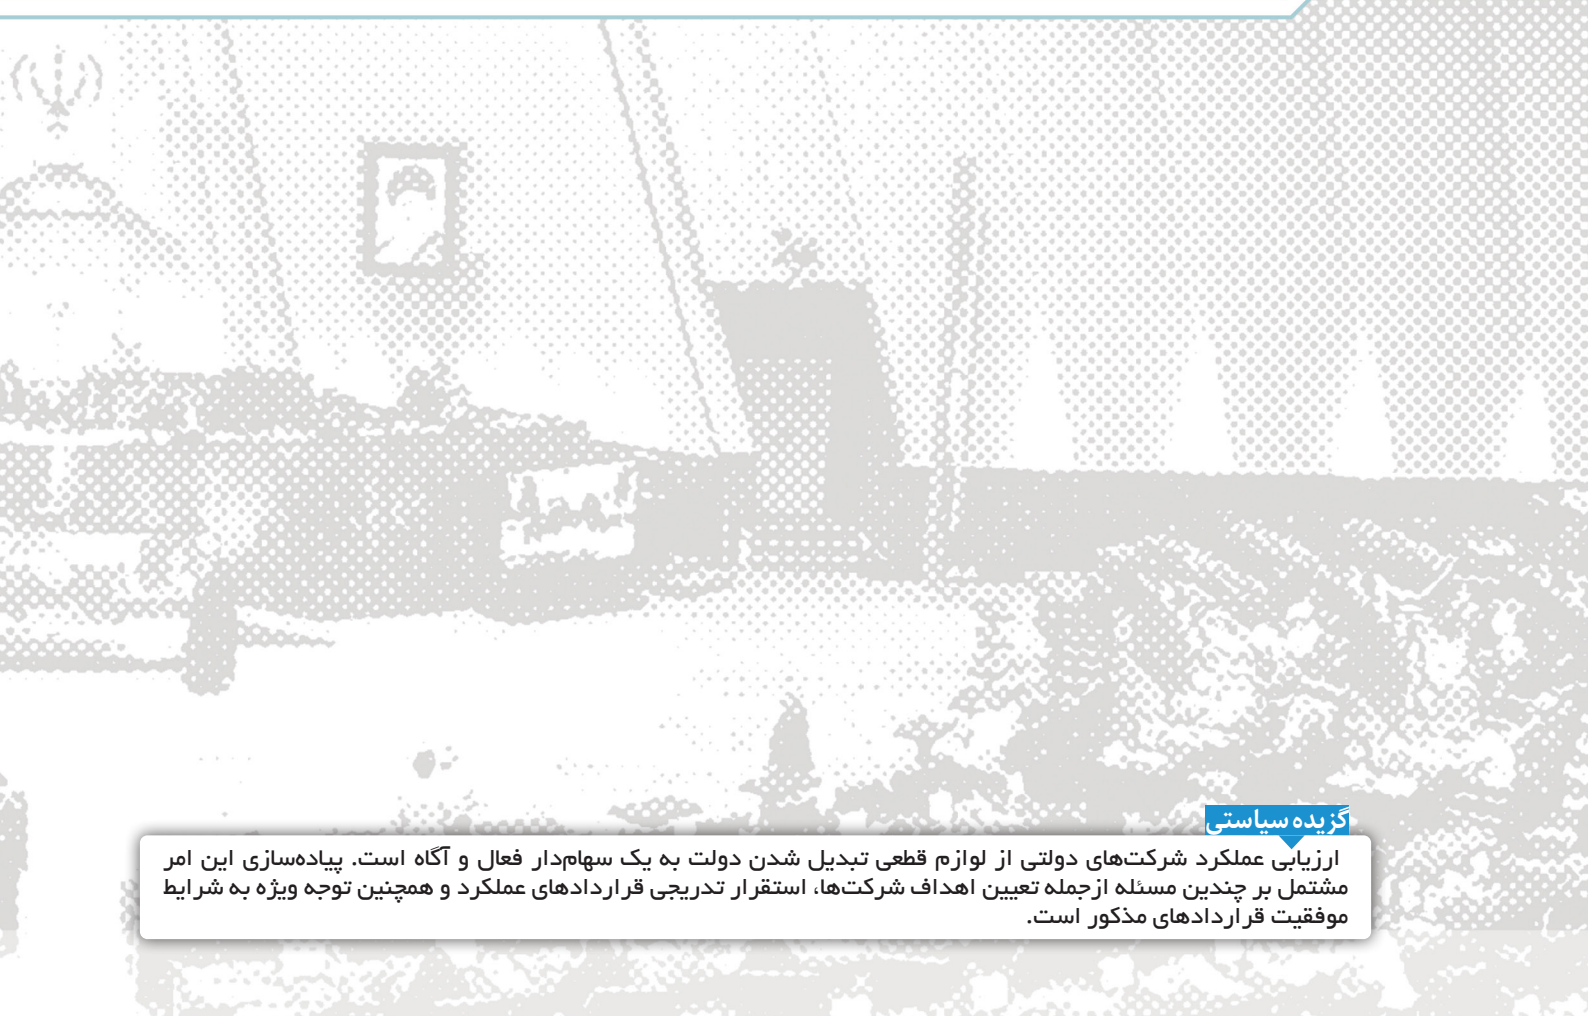 گزیده سیاستی
ارزیابی عملکرد شرکت‌های دولتی از لوازم قطعی تبدیل شدن دولت به یک سهام‌دار فعال و آگاه است. پیاده‌سازی این امر
مشتمل بر چندین مسئله ازجمله تعیین اهداف شرکت‌ها، استقرار تدریجی قراردادهای عملکرد و همچنین توجه ویژه به شرایط
موفقیت قراردادهای مذکور است.